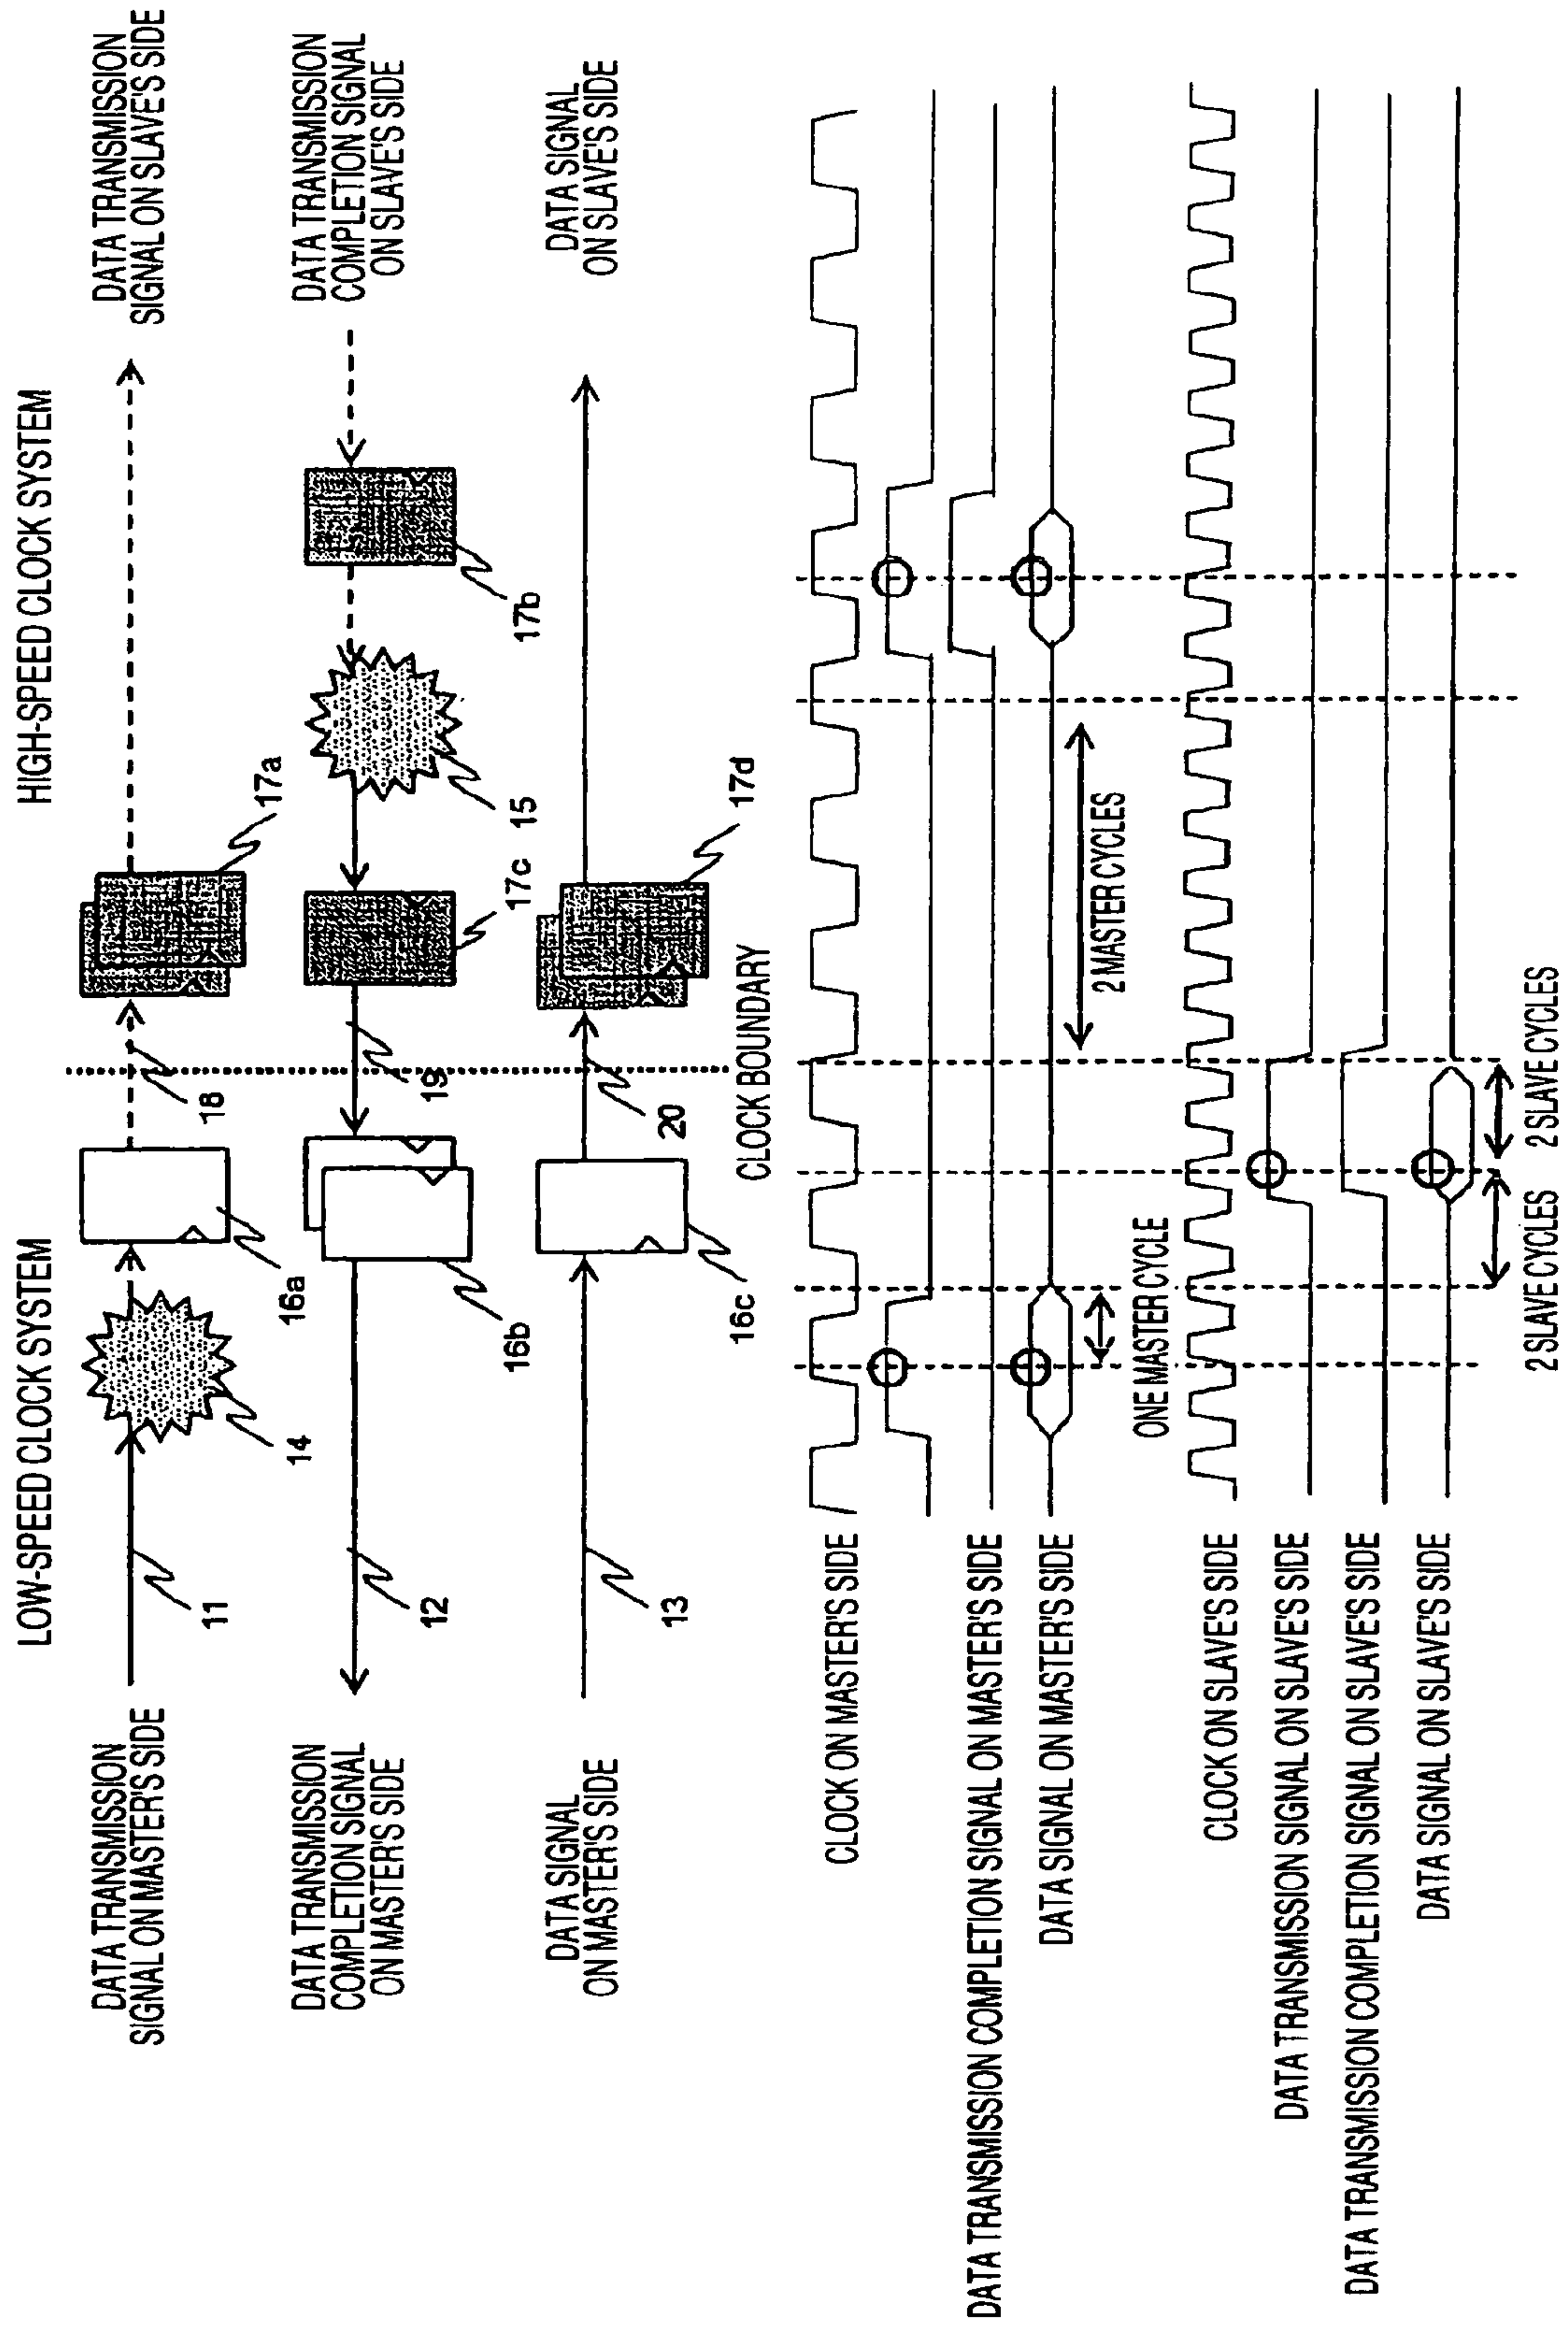 LOW-SPEED CLOCK SYSTEM
HIGH-SPEED CLOCK SYSTEM
DATA TRANSMISSION
SIGNAL ON MASTER'S SIDE
11
14
16a
18
17a
DATA TRANSMISSION
SIGNAL ON SLAVE'S SIDE
DATA TRANSMISSION
COMPLETION SIGNAL
ON MASTER'S SIDE
12
16b
19
17c
15
17b
DATA TRANSMISSION
COMPLETION SIGNAL
ON SLAVE'S SIDE
DATA SIGNAL
ON MASTER'S SIDE
13
16c
20
17d
DATA SIGNAL
ON SLAVE'S SIDE
CLOCK BOUNDARY
CLOCK ON MASTER'S SIDE
DATA TRANSMISSION COMPLETION SIGNAL ON MASTER'S SIDE
DATA SIGNAL ON MASTER'S SIDE
ONE MASTER CYCLE
2 MASTER CYCLES
CLOCK ON SLAVE'S SIDE
DATA TRANSMISSION SIGNAL ON SLAVE'S SIDE
DATA TRANSMISSION COMPLETION SIGNAL ON SLAVE'S SIDE
DATA SIGNAL ON SLAVE'S SIDE
2 SLAVE CYCLES
2 SLAVE CYCLES